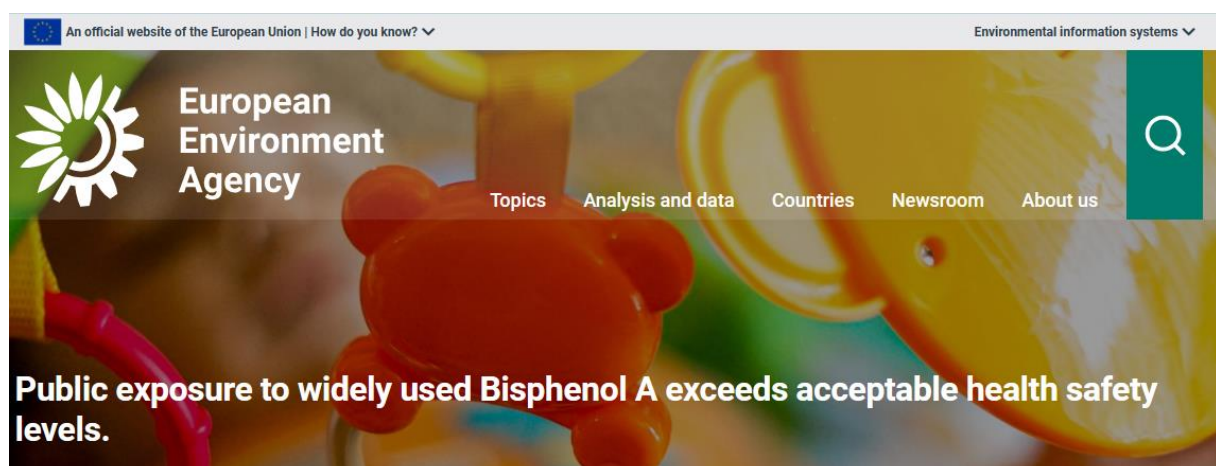 An official website of the European Union | How do you know?
Environmental information systems
European
Environment
Agency
Topics
Analysis and data
Countries
Newsroom
About us
Public exposure to widely used Bisphenol A exceeds acceptable health safety
levels.